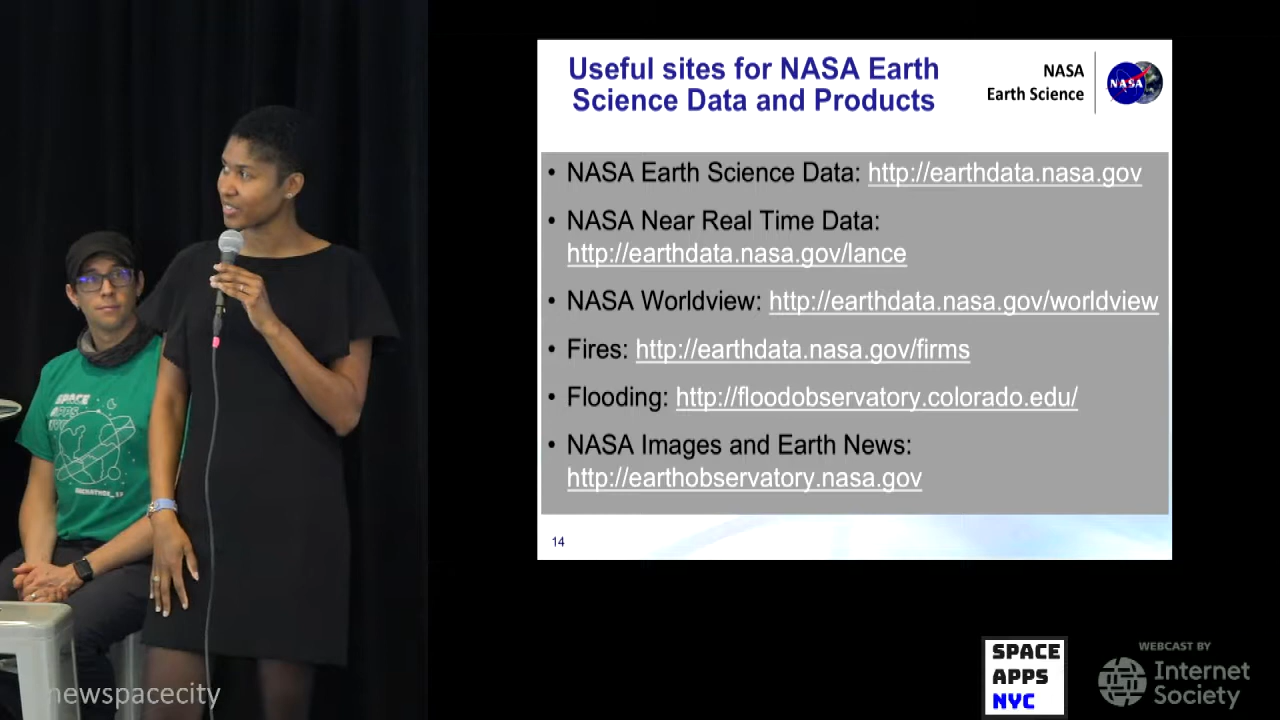 Useful sites for NASA Earth
Science Data and Products
NASA
Earth Science
NASA
• NASA Earth Science Data: http://earthdata.nasa.gov
• NASA Near Real Time Data:
http://earthdata.nasa.gov/lance
• NASA Worldview: http://earthdata.nasa.gov/worldview
• Fires: http://earthdata.nasa.gov/firms
• Flooding: http://floodobservatory.colorado.edu/
• NASA Images and Earth News:
http://earthobservatory.nasa.gov
14
SPACE
APPS
NYC
newspacecity
SPACE
APPS
NYC
WEBCAST BY
Internet
Society